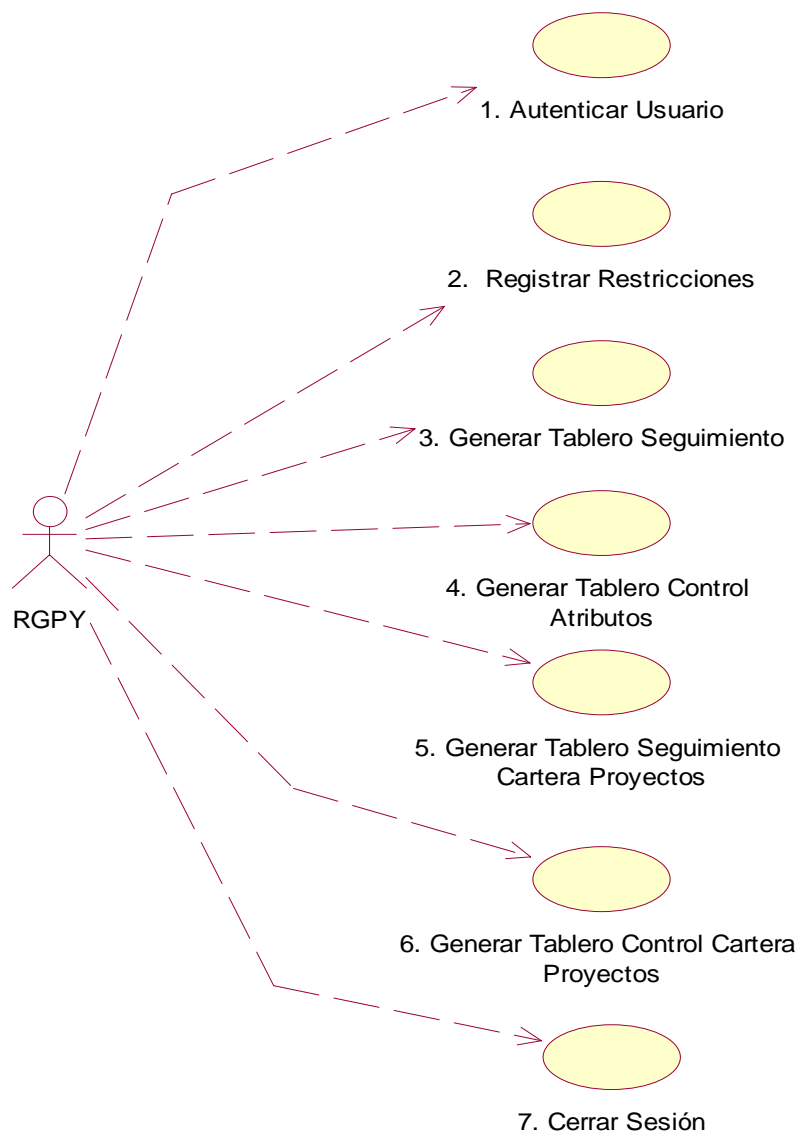 1. Autenticar Usuario
2. Registrar Restricciones
3. Generar Tablero Seguimiento
4. Generar Tablero Control
Atributos
RGPY
5. Generar Tablero Seguimiento
Cartera Proyectos
6. Generar Tablero Control Cartera
Proyectos
7. Cerrar Sesión